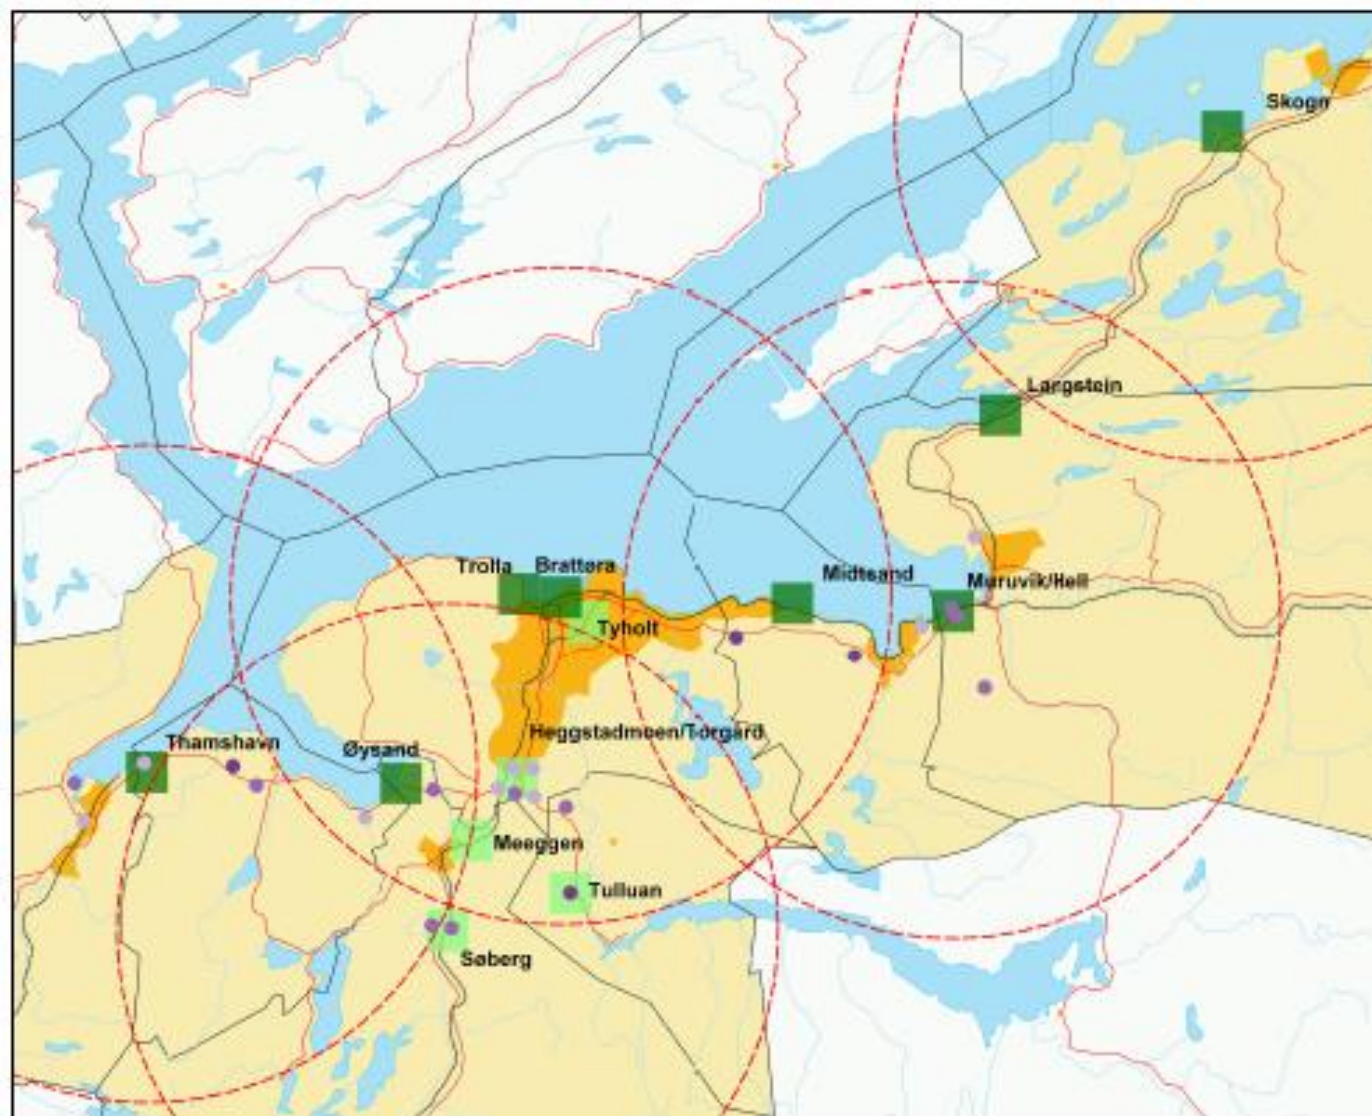 Skogn
Largstein
Trolla
Brattøra
Midtsand
Muruvik/Hell
Tyholt
Heggstadmoen/Torgård
Thamshavn
Øysand
Meeggen
Tulluan
Søberg